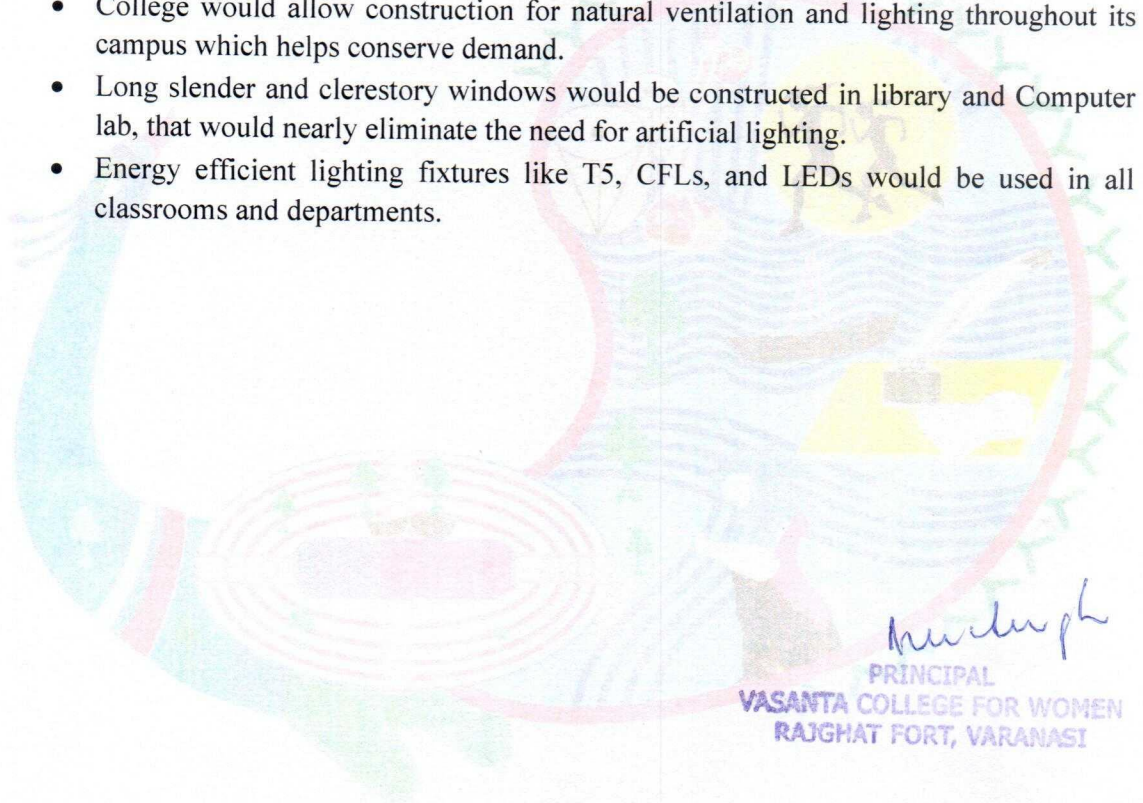 • College would allow construction for natural ventilation and lighting throughout its
campus which helps conserve demand.
• Long slender and clerestory windows would be constructed in library and Computer
lab, that would nearly eliminate the need for artificial lighting.
• Energy efficient lighting fixtures like T5, CFLs, and LEDs would be used in all
classrooms and departments.
PRINCIPAL
VASANTA COLLEGE FOR WOMEN
RAJGHAT FORT, VARANASI